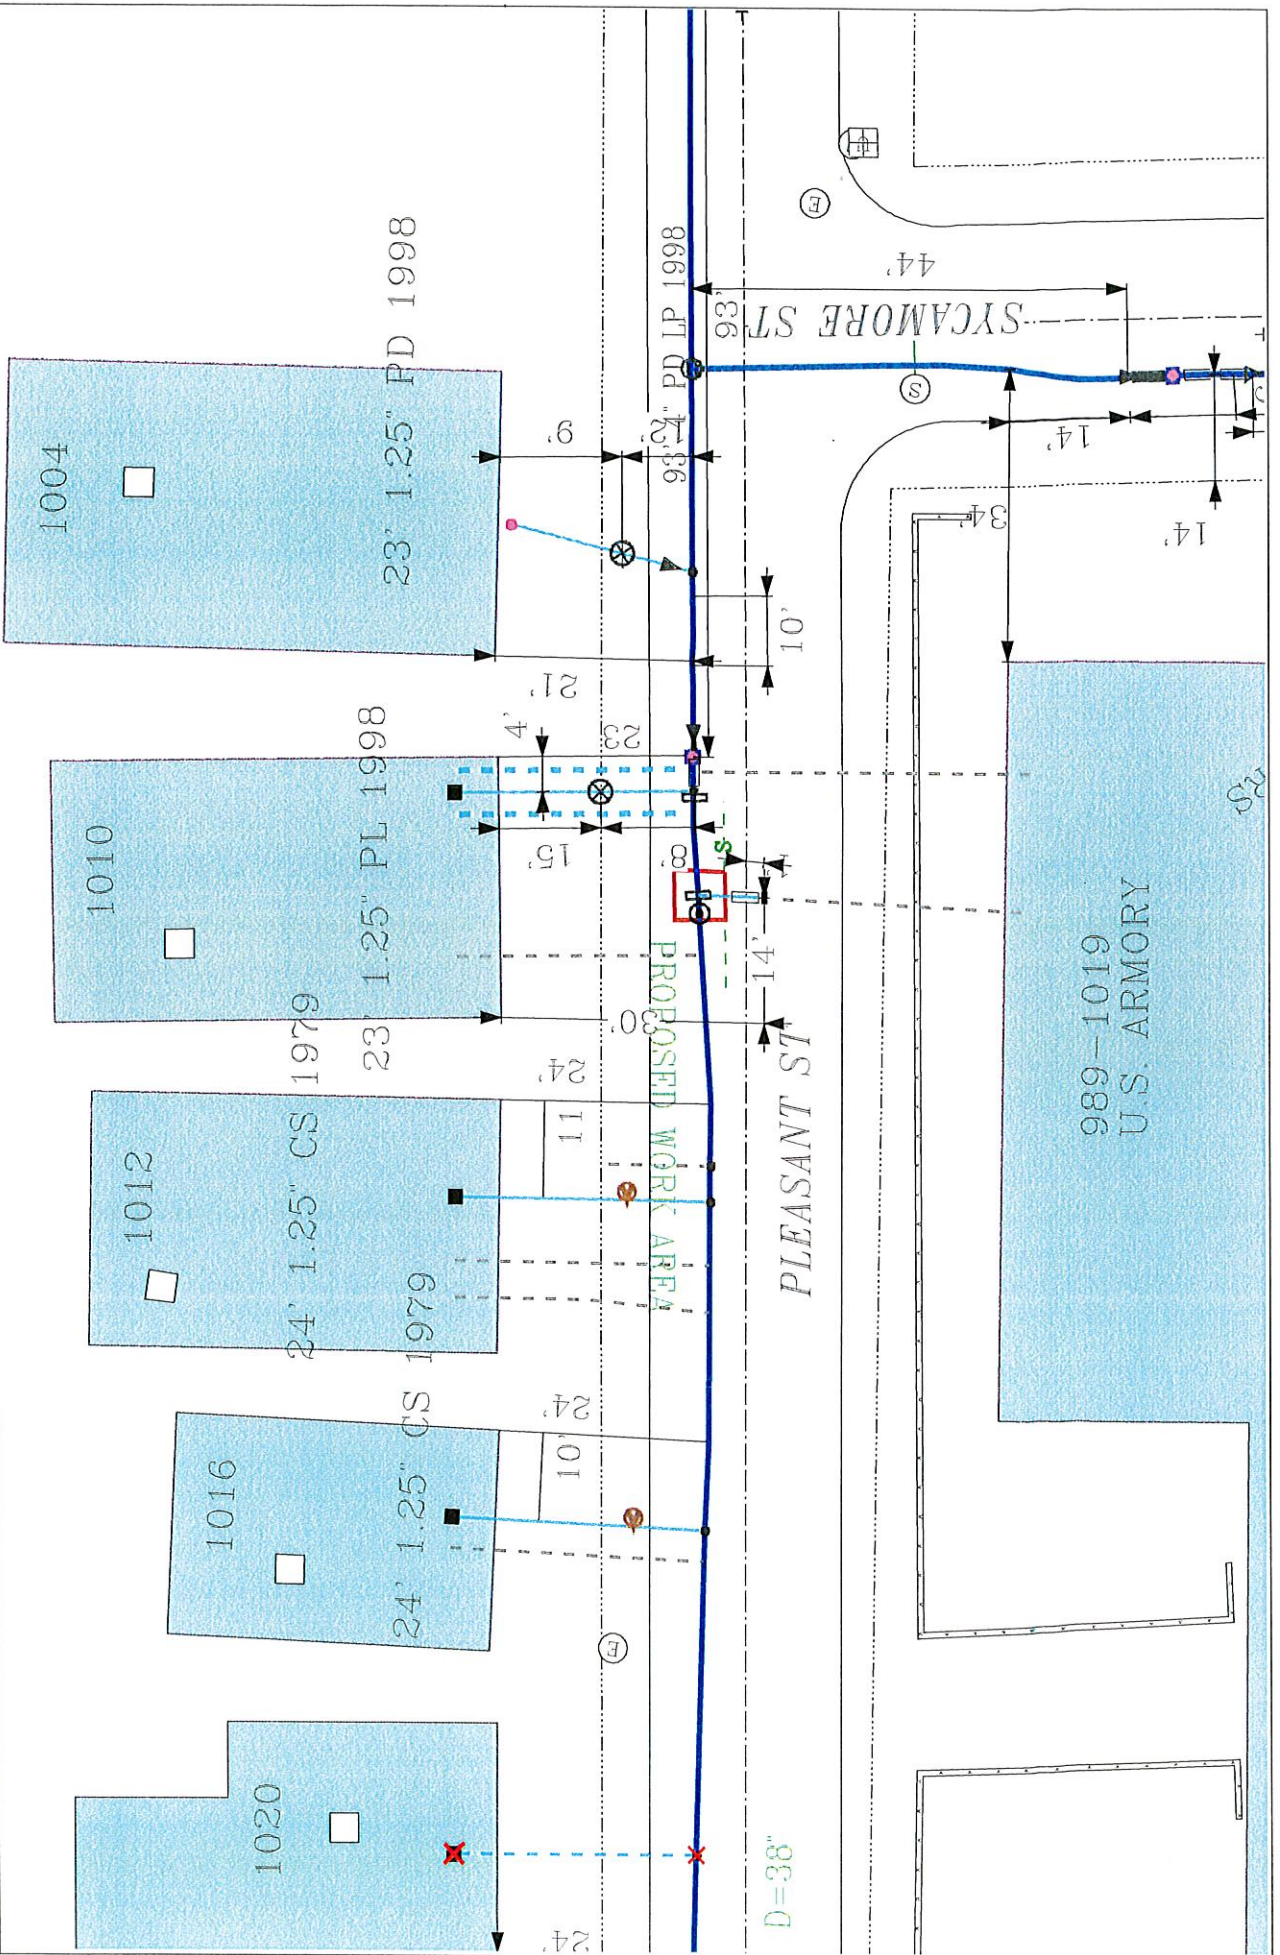 1004
23' 1.25" PD 1998
9'
12'
93' 4" PD LP 1998
93'
SYCAMORE ST
44'
E
S
14'
34'
14'
10'
21'
4'
23
1010
23' 1.25" PL 1998
15'
8'
S
14'
30'
PROPOSED WORK AREA
PLEASANT ST
989-1019
U.S. ARMORY
1012
24' 1.25" CS 1979
24'
11
1016
24' 1.25" CS 1979
24'
10'
E
1020
24'
D=38"